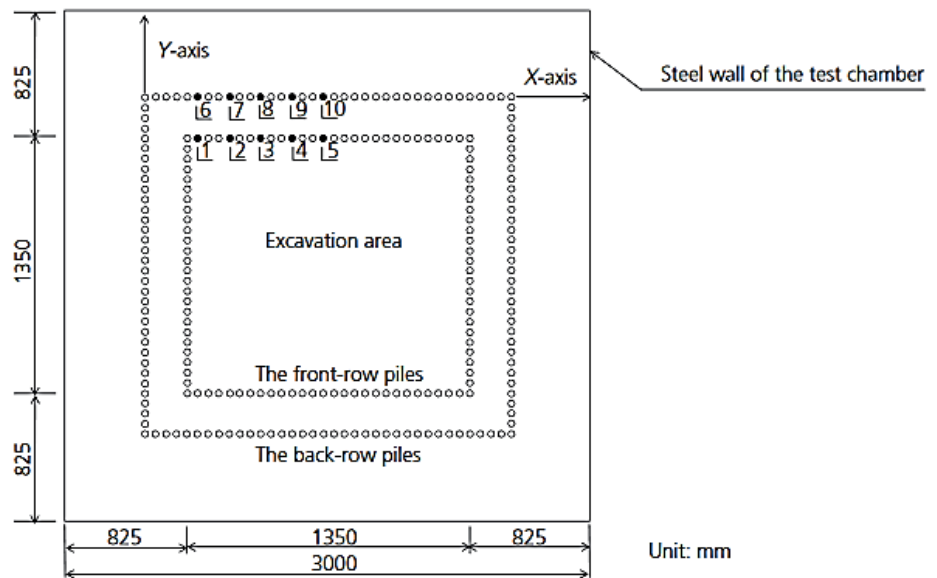 Y-axis
X-axis
Steel wall of the test chamber
6 7 8 9 10
1 2 3 4 5
825
1350
825
Excavation area
The front-row piles
The back-row piles
825 1350 825
3000
Unit: mm